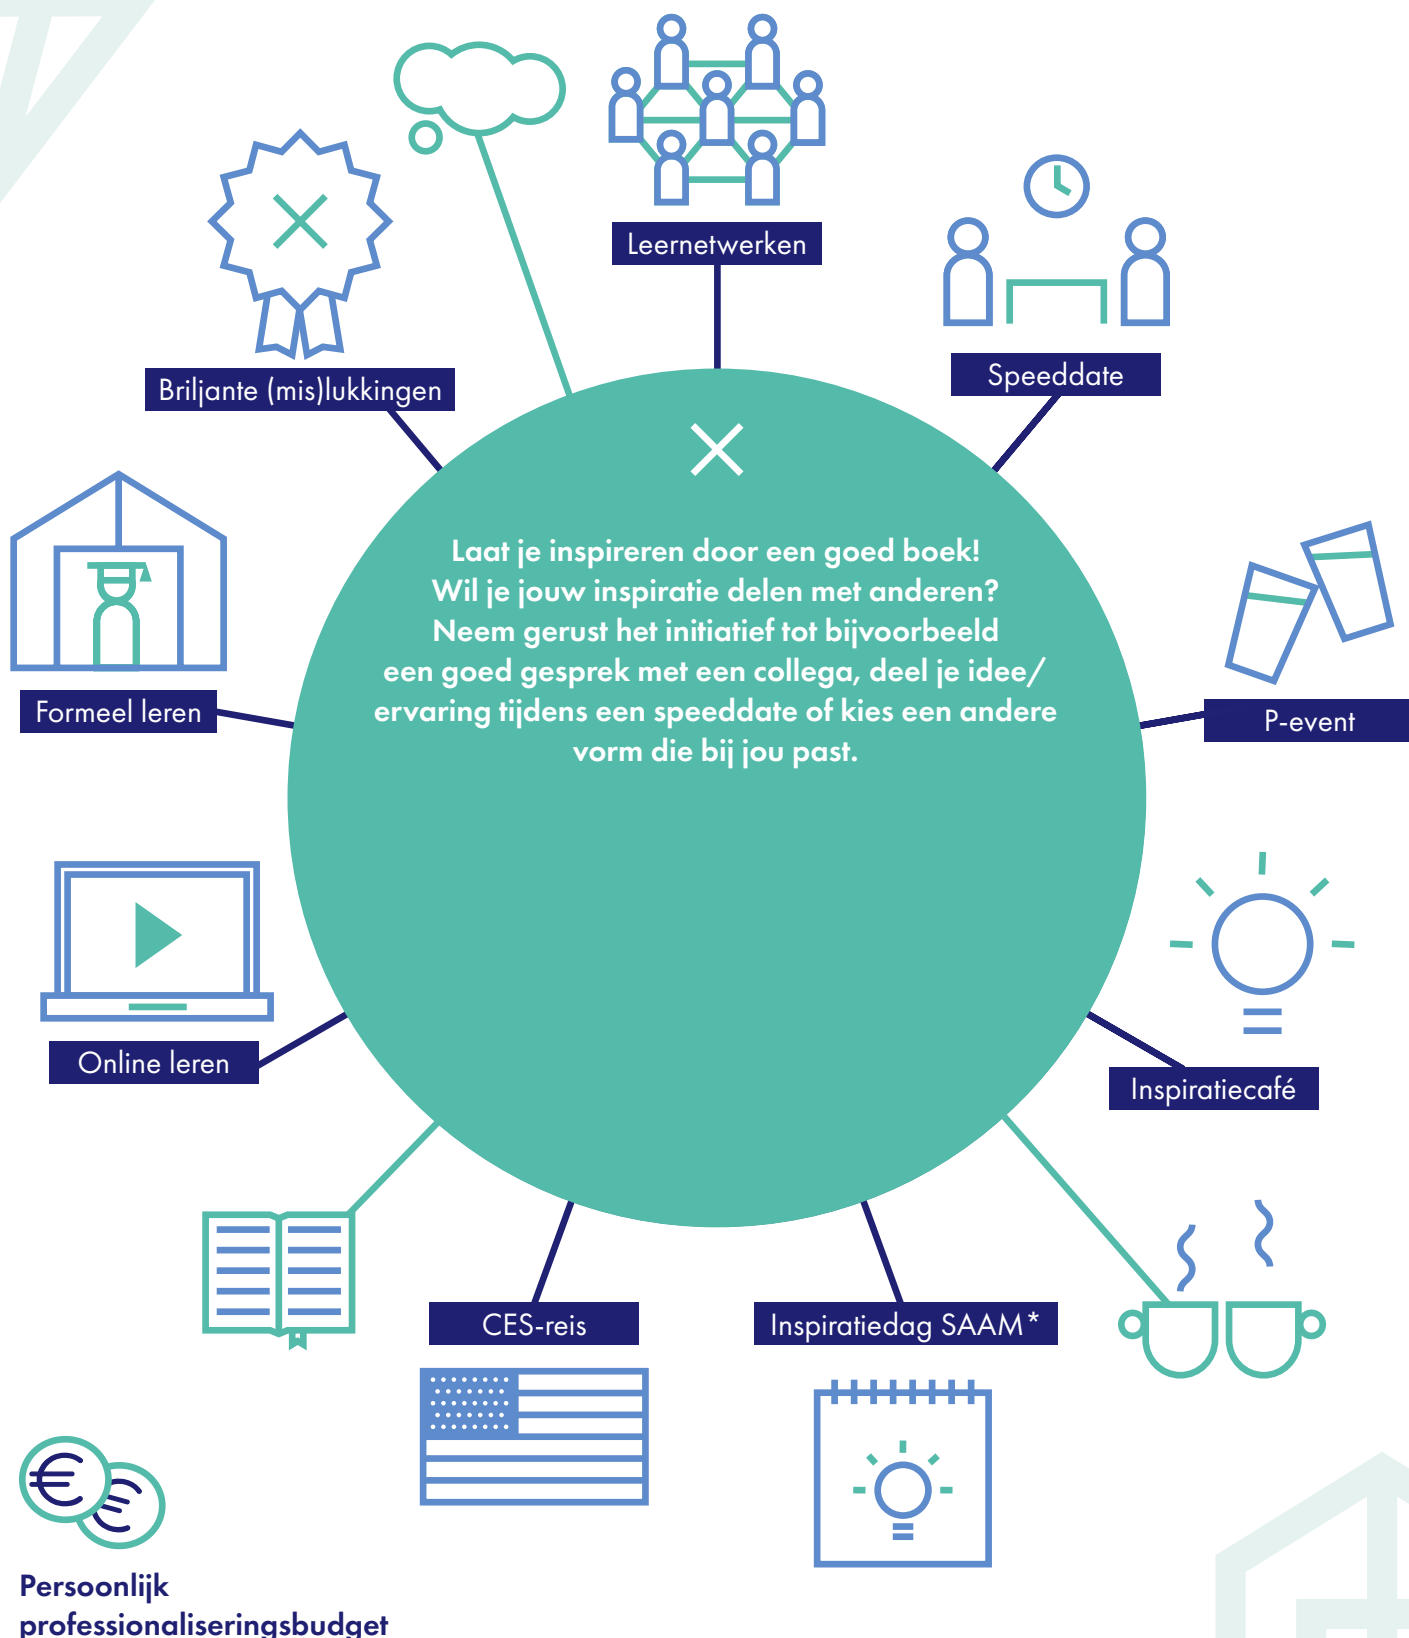 Leernetwerken
Speeddate
Briljante (mis)lukkingen
Laat je inspireren door een goed boek!
Wil je jouw inspiratie delen met anderen?
Neem gerust het initiatief tot bijvoorbeeld
een goed gesprek met een collega, deel je idee/
ervaring tijdens een speeddate of kies een andere
vorm die bij jou past.
Formeel leren
P-event
Online leren
Inspiratiecafé
CES-reis
Inspiratiedag SAAM*
Persoonlijk
professionaliseringsbudget